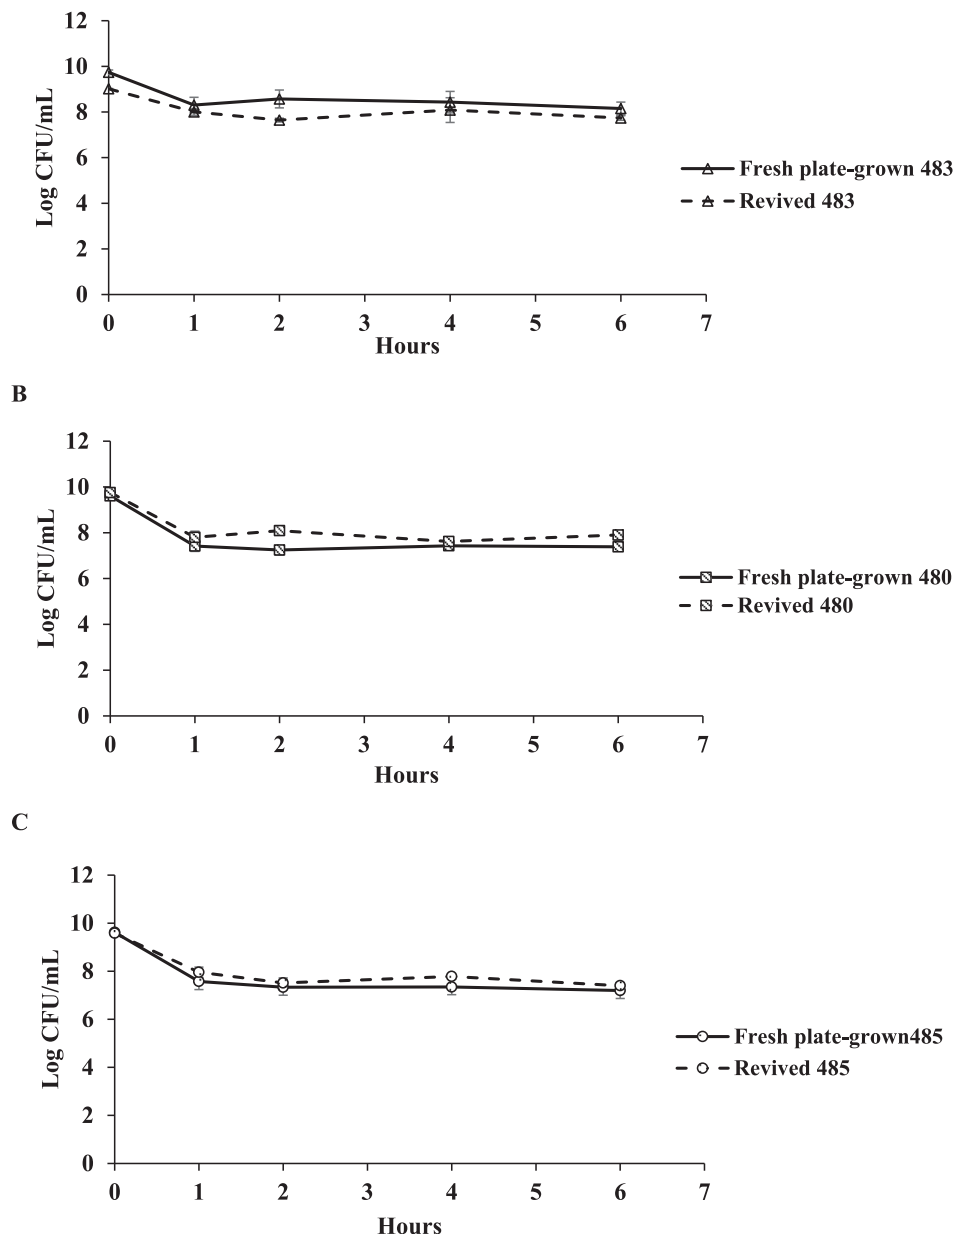 12
10
8
6
4
2
0
Log CFU/mL
0 1 2 3 4 5 6 7
Hours
Fresh plate-grown 483
Revived 483
B
12
10
8
6
4
2
0
Log CFU/mL
0 1 2 3 4 5 6 7
Hours
Fresh plate-grown 480
Revived 480
C
12
10
8
6
4
2
0
Log CFU/mL
0 1 2 3 4 5 6 7
Hours
Fresh plate-grown485
Revived 485